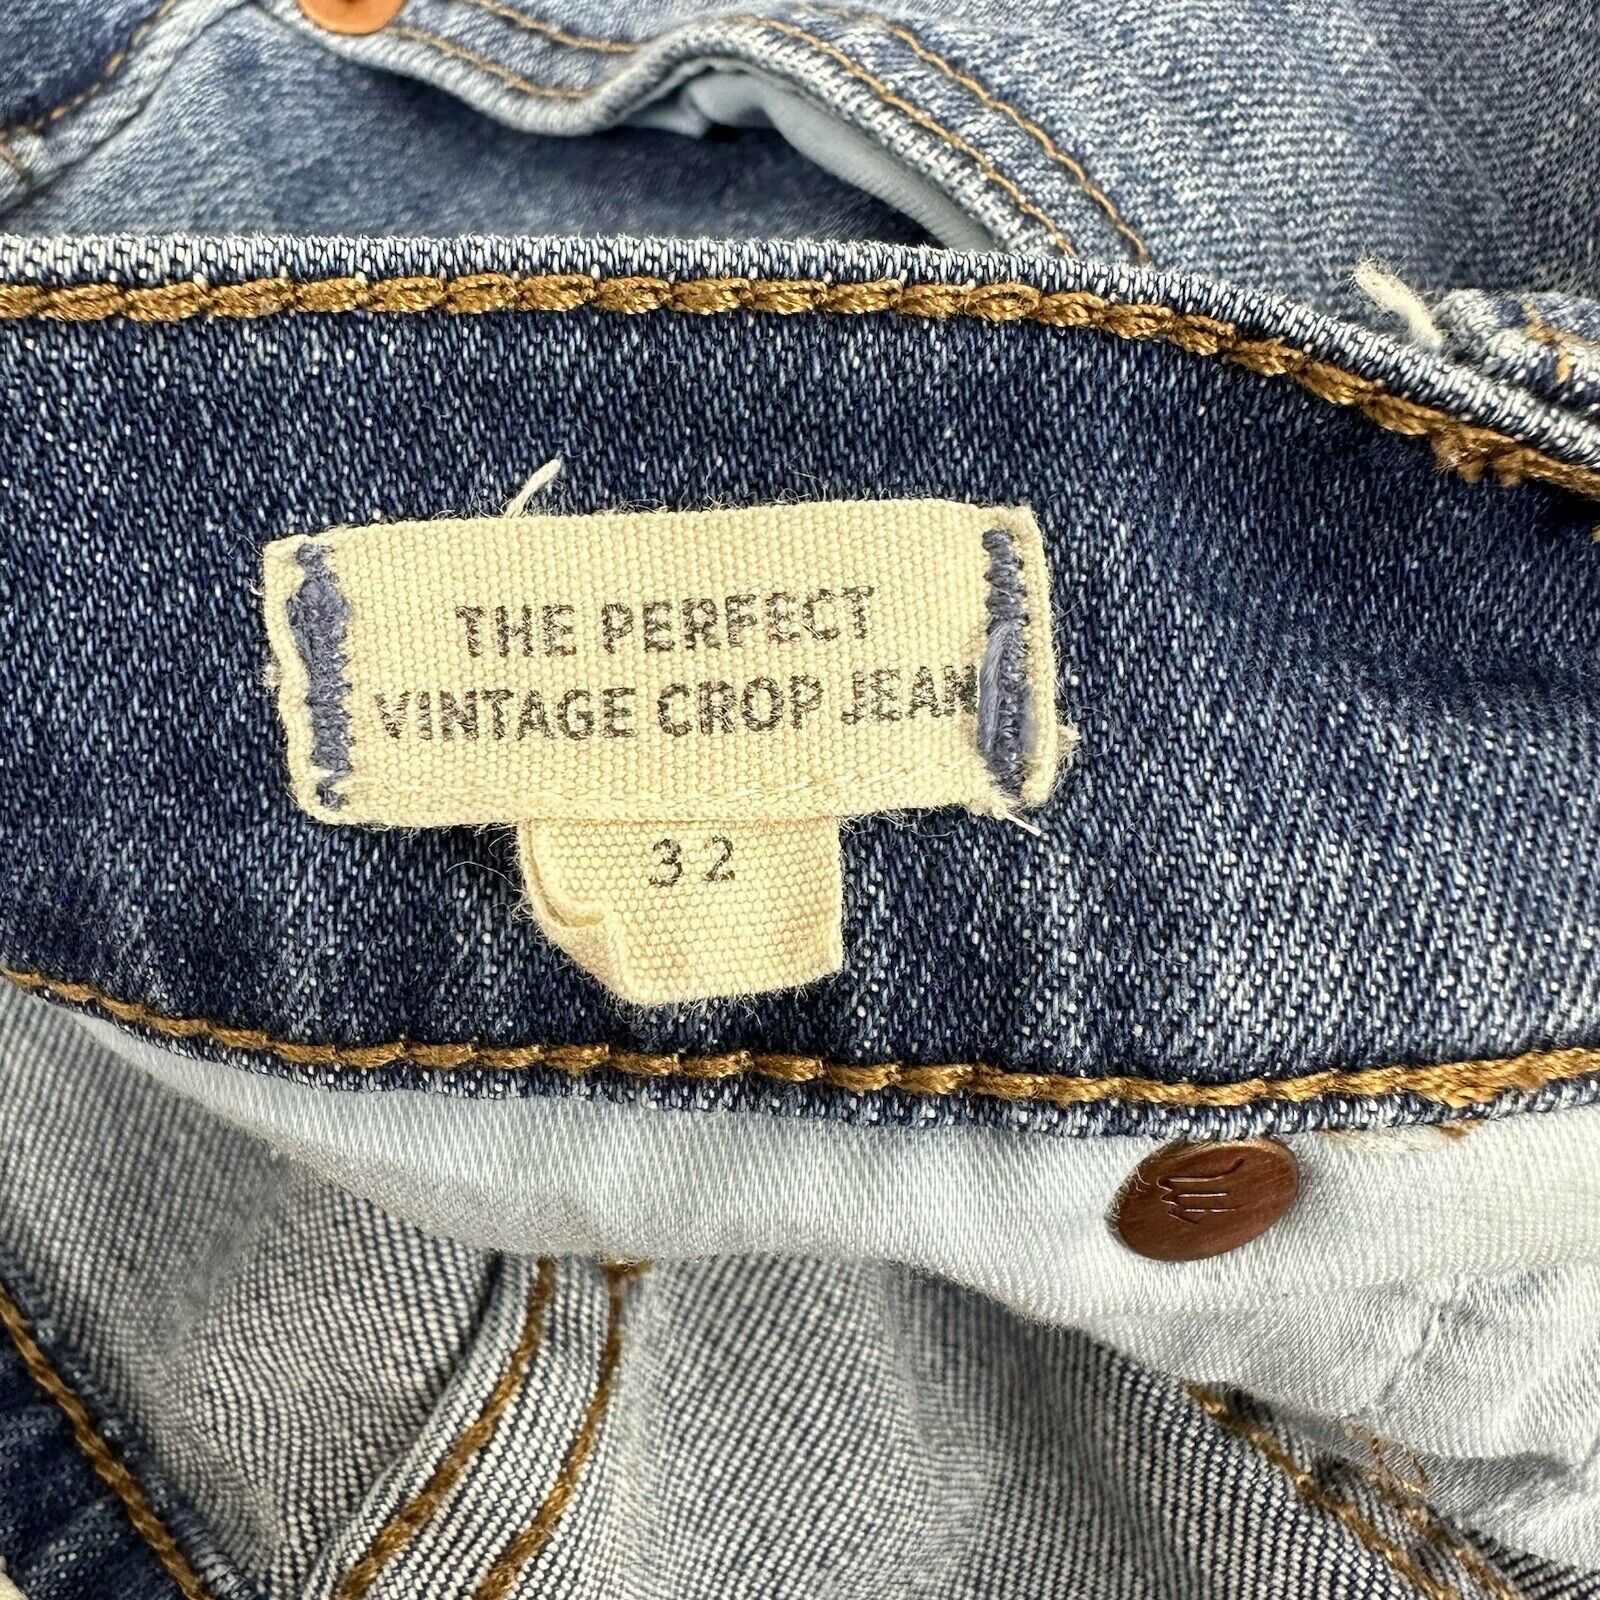 THE PERFECT
VINTAGE CROP JEAN
32